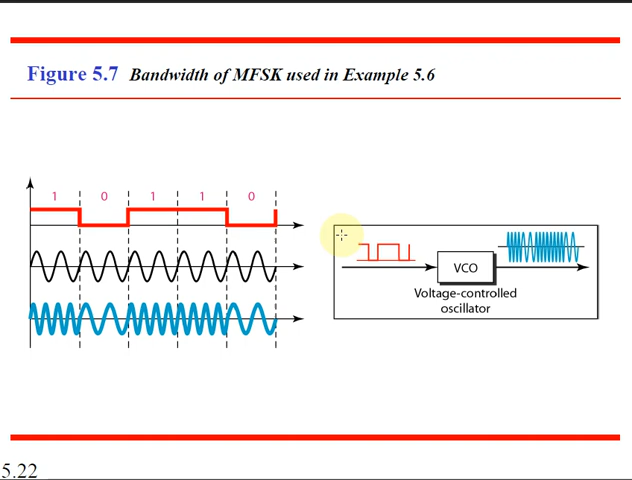 Figure 5.7 Bandwidth of MFSK used in Example 5.6
1 0 1 1 0
VCO
Voltage-controlled
oscillator
5.22